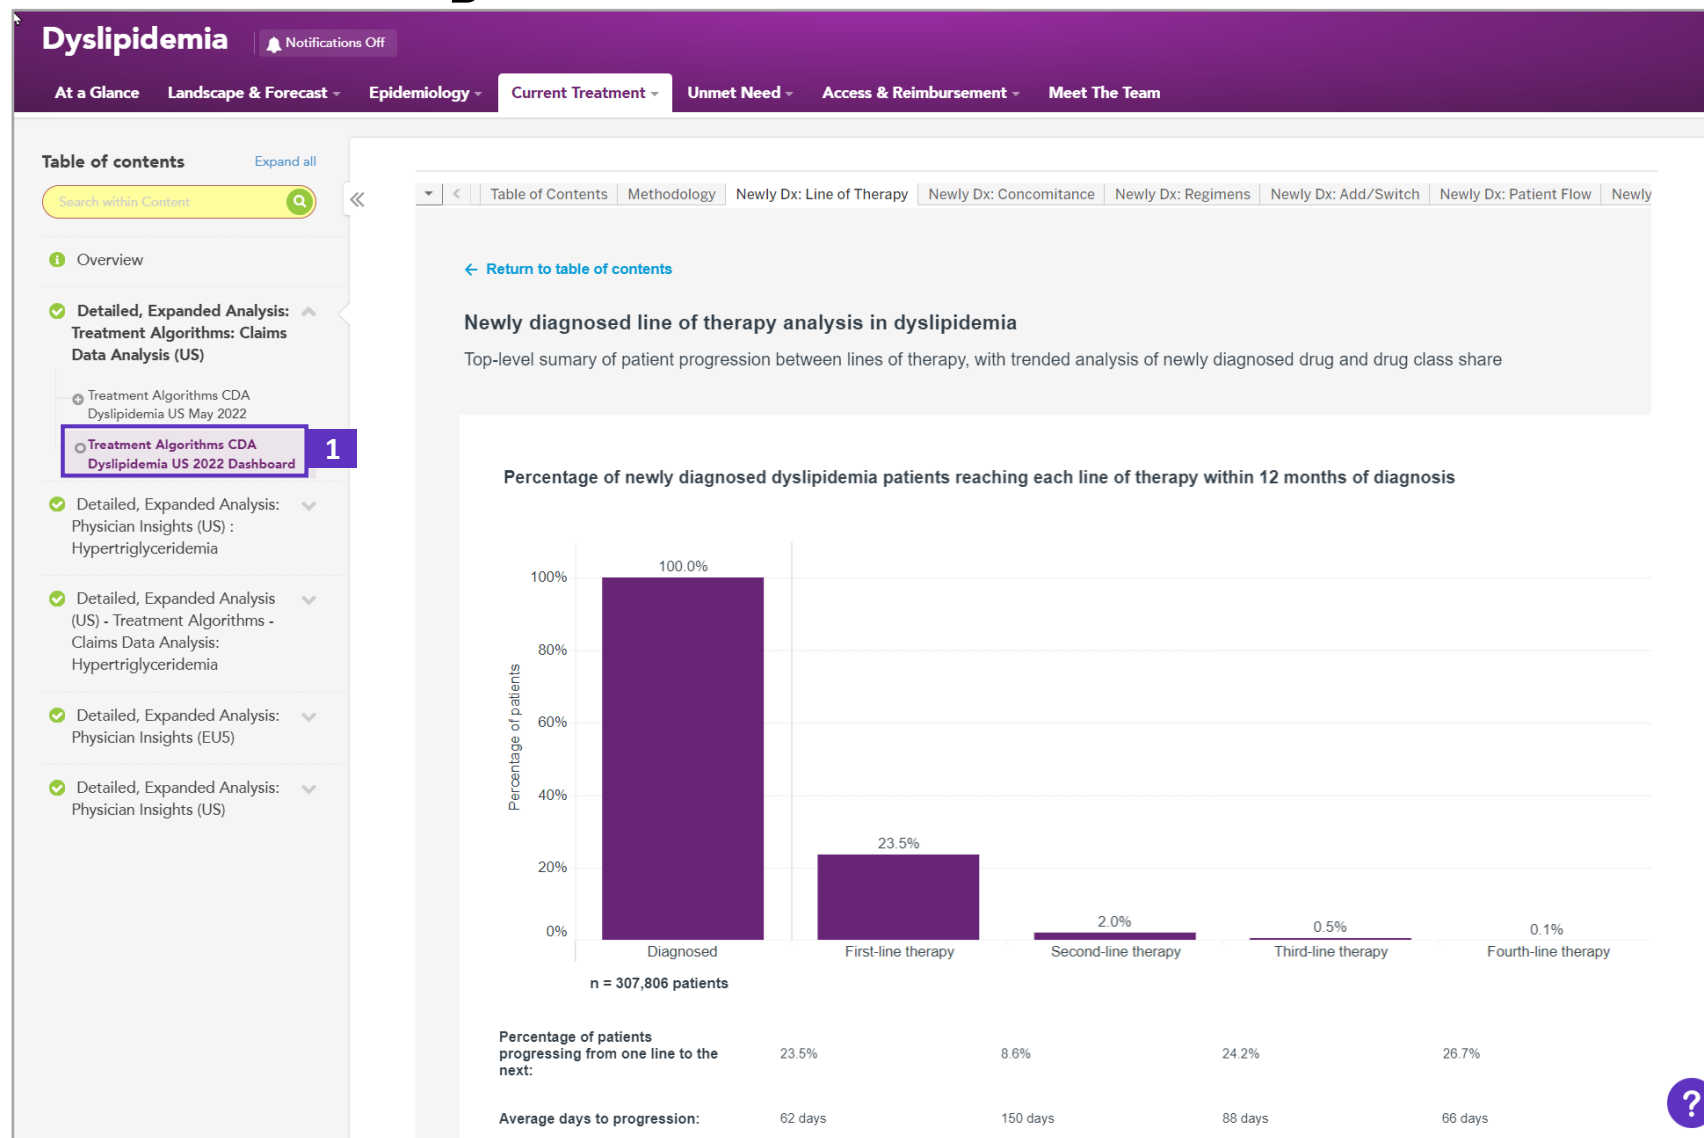 Dyslipidemia
Notifications Off
At a Glance
Landscape & Forecast
Epidemiology
Current Treatment
Unmet Need
Access & Reimbursement
Meet The Team
Table of contents
Expand all
Search within Content
Overview
Detailed, Expanded Analysis:
Treatment Algorithms: Claims
Data Analysis (US)
Treatment Algorithms CDA
Dyslipidemia US May 2022
Treatment Algorithms CDA
Dyslipidemia US 2022 Dashboard
1
Detailed, Expanded Analysis:
Physician Insights (US) :
Hypertriglyceridemia
Detailed, Expanded Analysis
(US) - Treatment Algorithms -
Claims Data Analysis:
Hypertriglyceridemia
Detailed, Expanded Analysis:
Physician Insights (EU5)
Detailed, Expanded Analysis:
Physician Insights (US)
Table of Contents
Methodology
Newly Dx: Line of Therapy
Newly Dx: Concomitance
Newly Dx: Regimens
Newly Dx: Add/Switch
Newly Dx: Patient Flow
Newly
← Return to table of contents
Newly diagnosed line of therapy analysis in dyslipidemia
Top-level sumary of patient progression between lines of therapy, with trended analysis of newly diagnosed drug and drug class share
Percentage of newly diagnosed dyslipidemia patients reaching each line of therapy within 12 months of diagnosis
Percentage of patients
100%
80%
60%
40%
20%
0%
100.0%
23.5%
2.0%
0.5%
0.1%
Diagnosed
First-line therapy
Second-line therapy
Third-line therapy
Fourth-line therapy
n = 307,806 patients
Percentage of patients
progressing from one line to the
next:
23.5%
8.6%
24.2%
26.7%
Average days to progression:
62 days
150 days
88 days
66 days
?